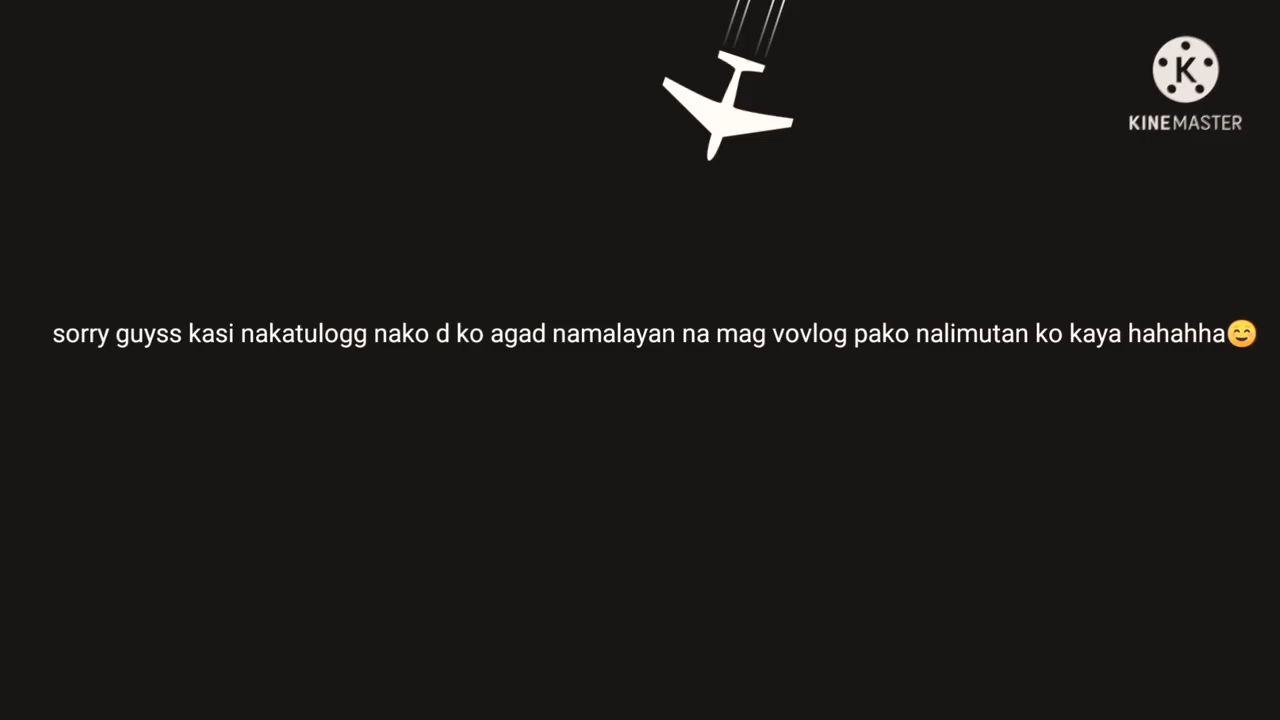 K
KINEMASTER
sorry guyss kasi nakatulogg nako d ko agad namalayan na mag vovlog pako nalimutan ko kaya hahahha😊